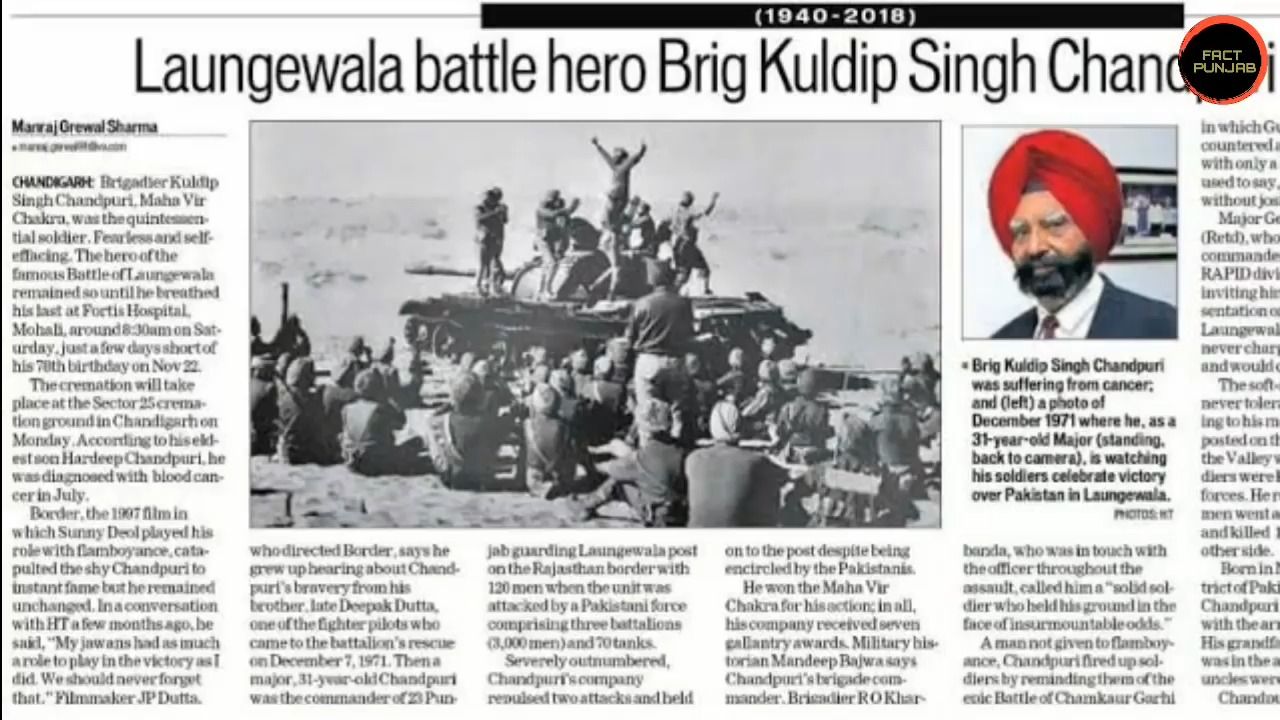 (1940-2018)
Laungewala battle hero Brig Kuldip Singh Chandpuri
FACT
PUNJAB
Manraj Grewal Sharma
CHANDIGARH: Brigadier Kuldip
Singh Chandpuri, Maha Vir
Chakra, was the quintessen-
tial soldier. Fearless and self-
effacing. The hero of the
famous Battle of Laungewala
remained so until he breathed
his last at Fortis Hospital,
Mohali, around 8:30am on Sat-
urday, just a few days short of
his 78th birthday on Nov 22.
The cremation will take
place at the Sector 25 crema-
tion ground in Chandigarh on
Monday. According to his eld-
est son Hardeep Chandpuri, he
was diagnosed with blood can-
cer in July.
Border, the 1997 film in
which Sunny Deol played his
role with flamboyance, cata-
pulted the shy Chandpuri to
instant fame but he remained
unchanged. In a conversation
with HT a few months ago, he
said, “My jawans had as much
a role to play in the victory as I
did. We should never forget
that.” Filmmaker JP Dutta,
who directed Border, says he
grew up hearing about Chand-
puri's bravery from his
brother, late Deepak Dutta,
one of the fighter pilots who
came to the battalion's rescue
on December 7, 1971. Then a
major, 31-year-old Chandpuri
was the commander of 23 Pun-
jab guarding Laungewala post
on the Rajasthan border with
120 men when the unit was
attacked by a Pakistani force
comprising three battalions
(3,000 men) and 70 tanks.
Severely outnumbered,
Chandpuri's company
repulsed two attacks and held
on to the post despite being
encircled by the Pakistanis.
He won the Maha Vir
Chakra for his action; in all,
his company received seven
gallantry awards. Military his-
torian Mandeep Bajwa says
Chandpuri's brigade com-
mander, Brigadier RO Khar-
Brig Kuldip Singh Chandpuri
was suffering from cancer;
and (left) a photo of
December 1971 where he, as a
31-year-old Major (standing,
back to camera), is watching
his soldiers celebrate victory
over Pakistan in Laungewala.
PHOTOS: HT
banda, who was in touch with
the officer throughout the
assault, called him a “solid sol-
dier who held his ground in the
face of insurmountable odds.”
A man not given to flamboy-
ance, Chandpuri fired up sol-
diers by reminding them of the
epic Battle of Chamkaur Garhi
in which
countered
with only a
used to say,
without
Major
(Retd), who
RAPID
inviting
Laungewal
never
and would
The
never
ing to his
posted on
the Valley
diers were
forces. He
men went
and killed
other side.
Born in
trict of
Chandpuri
with the
His
was in the
uncles